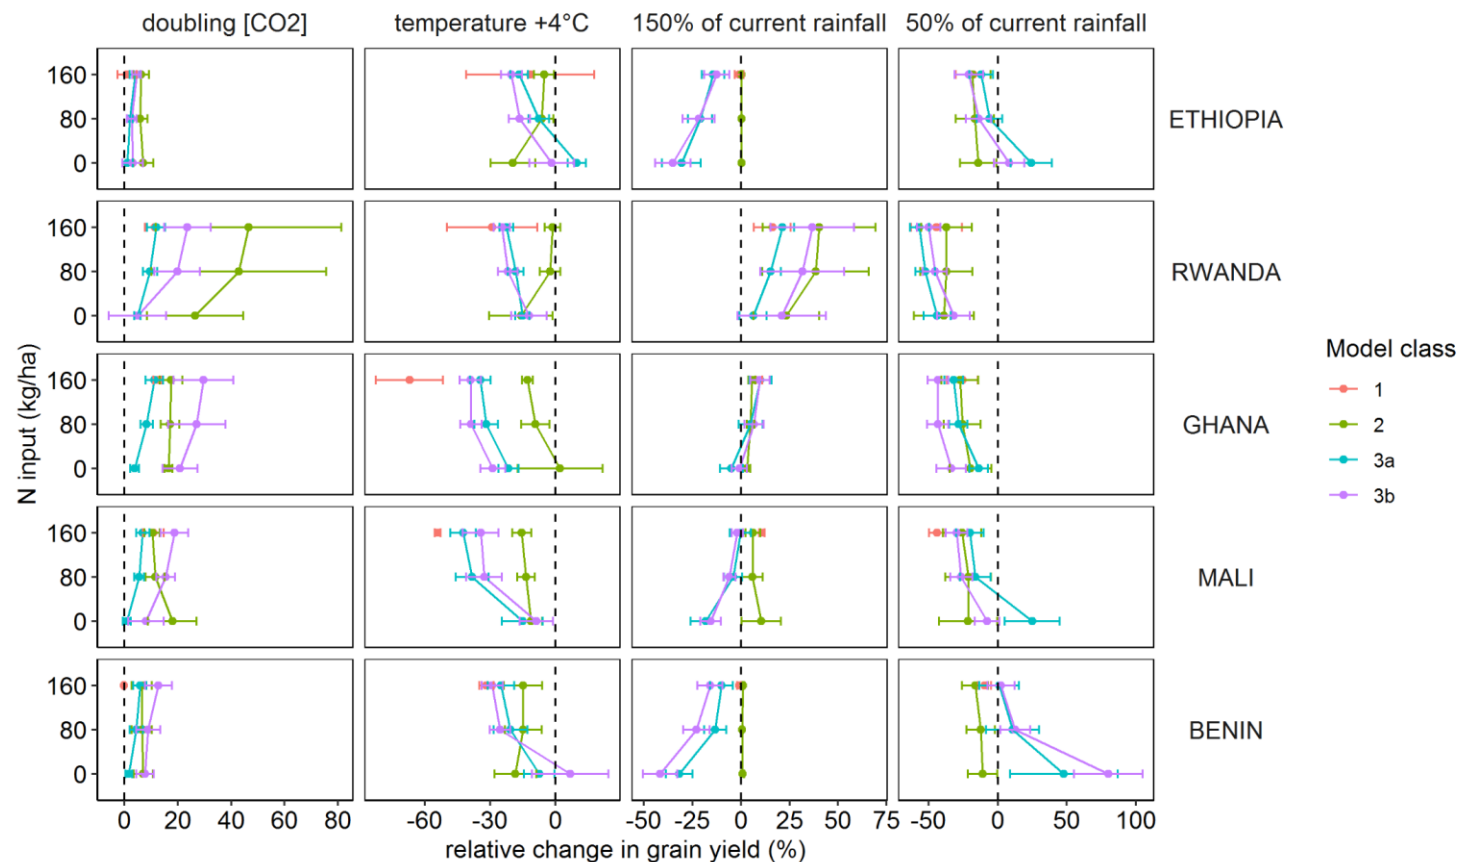 doubling [CO2] temperature +4°C 150% of current rainfall 50% of current rainfall
160
80
0
ETHIOPIA
160
80
0
RWANDA
160
80
0
GHANA
160
80
0
MALI
160
80
0
BENIN
N input (kg/ha)
0 20 40 60 80 -60 -30 0 -50 -25 0 25 50 75 -50 0 50 100
relative change in grain yield (%)
Model class
1
2
3a
3b